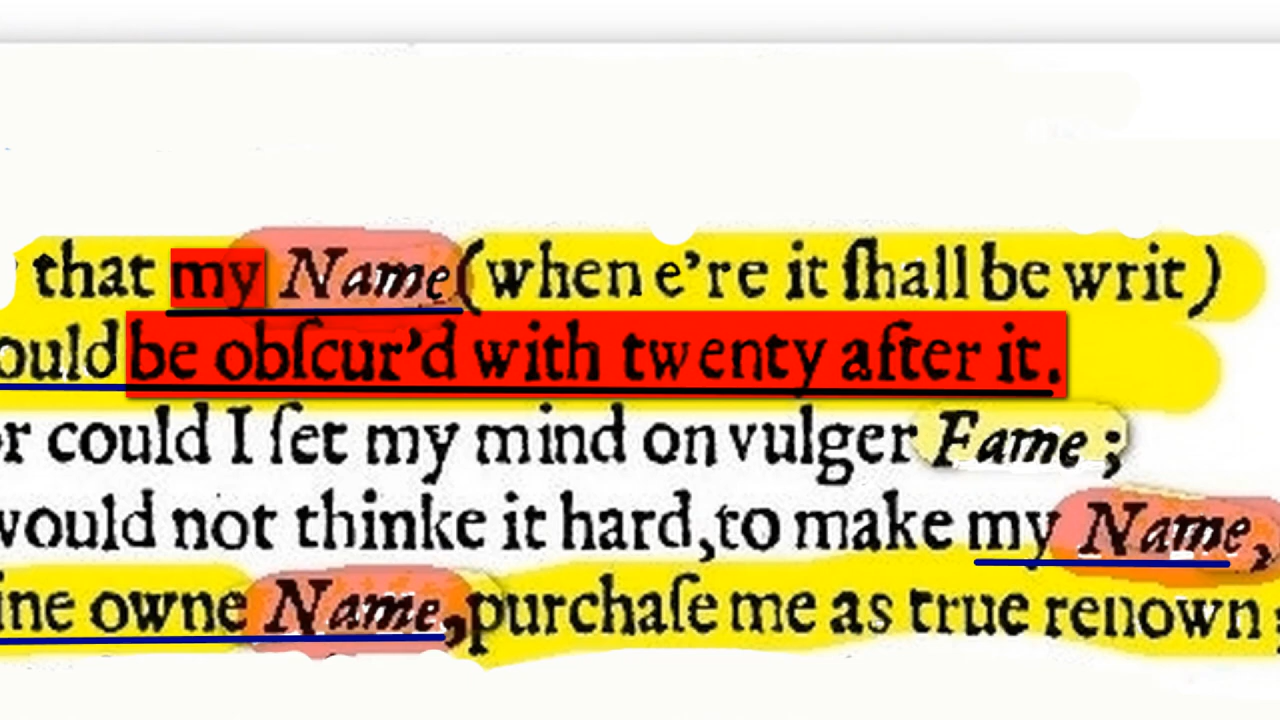 that my Name (when e’re it ſhall be writ)
ould be obſcur’d with twenty after it.
r could I ſet my mind on vulger Fame;
would not thinke it hard, to make my Name,
ine owne Name, purchaſe me as true renown;